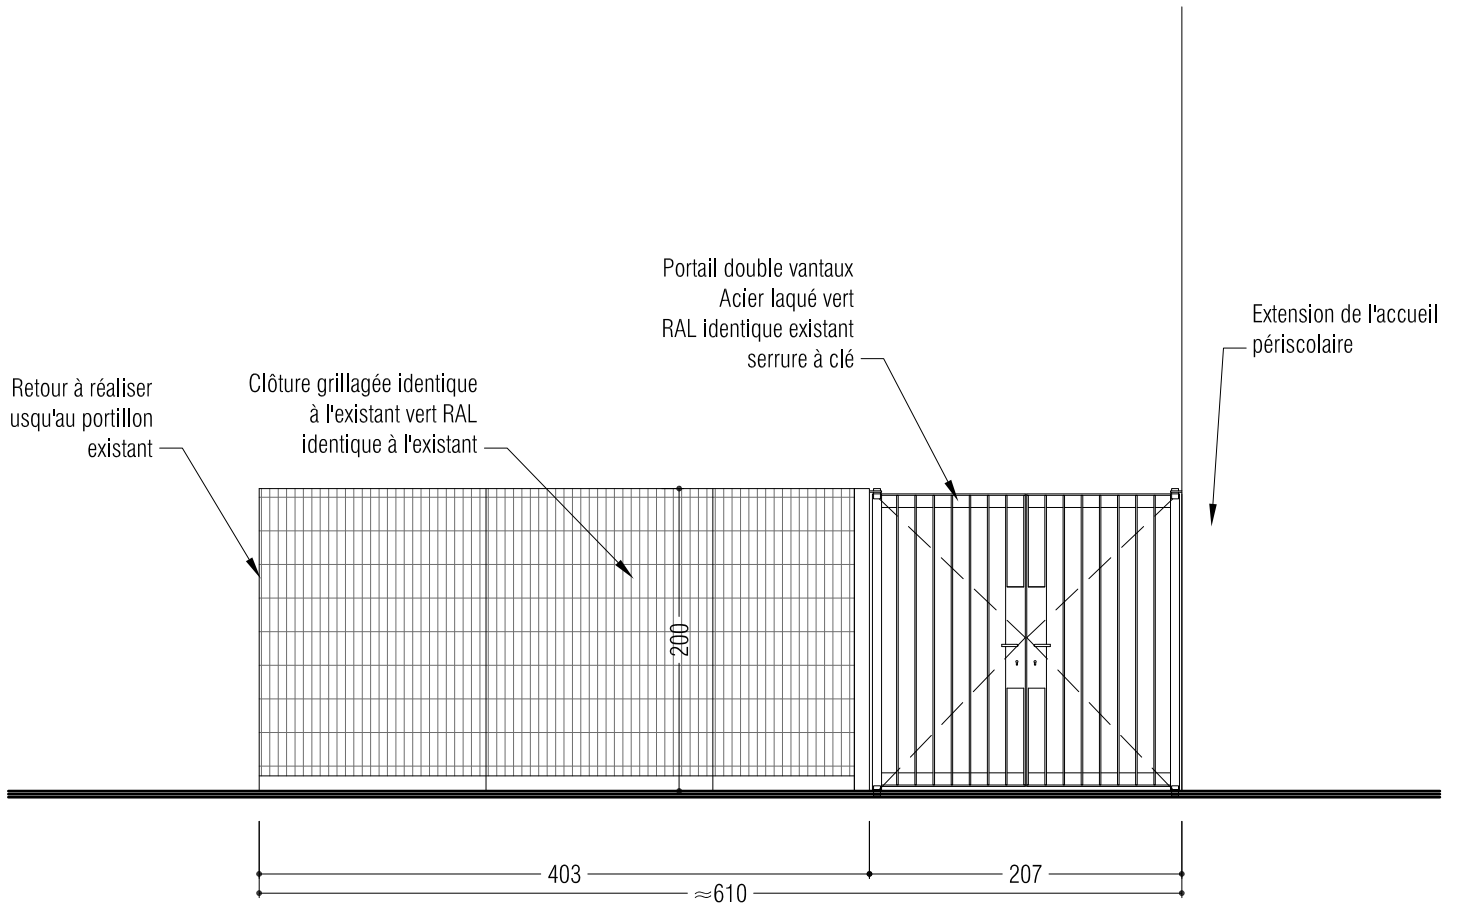 Portail double vantaux
Acier laqué vert
RAL identique existant
serrure à clé
Extension de l'accueil
périscolaire
Clôture grillagée identique
à l'existant vert RAL
identique à l'existant
Retour à réaliser
usqu'au portillon
existant
200
403
207
≈610